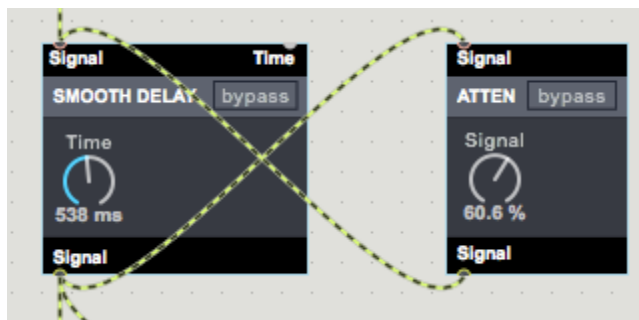 Signal Time
SMOOTH DELAY bypass
Time
538 ms
Signal
Signal
ATTEN bypass
Signal
60.6 %
Signal